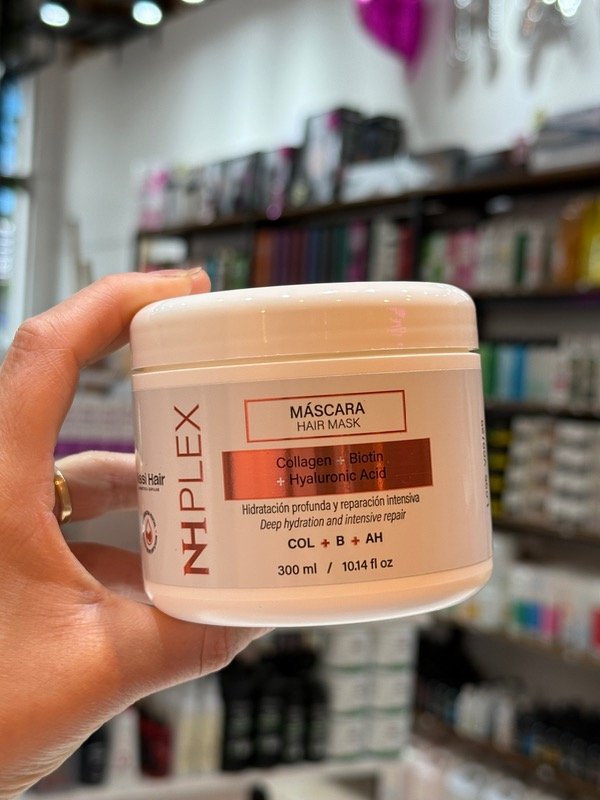 MÁSCARA
HAIR MASK
Collagen + Biotin
+ Hyaluronic Acid
Hidratación profunda y reparación intensiva
Deep hydration and intensive repair
COL + B + AH
300 ml / 10.14 fl oz
NHPLEX
Hair